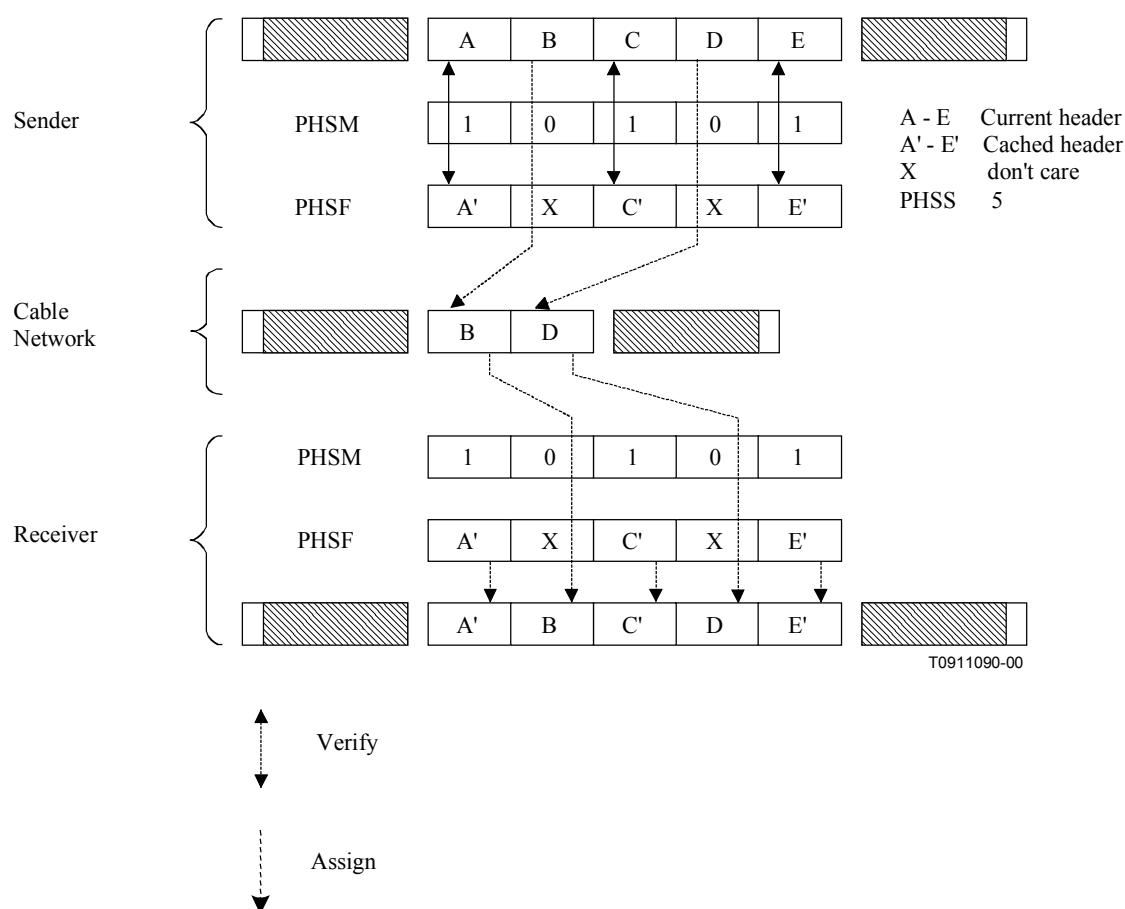 A B C D E
Sender
PHSM 1 0 1 0 1
A - E Current header
A' - E' Cached header
X don't care
PHSS 5
PHSF A' X C' X E'
Cable
Network
B D
PHSM 1 0 1 0 1
Receiver
PHSF A' X C' X E'
A' B C' D E'
T0911090-00
Verify
Assign